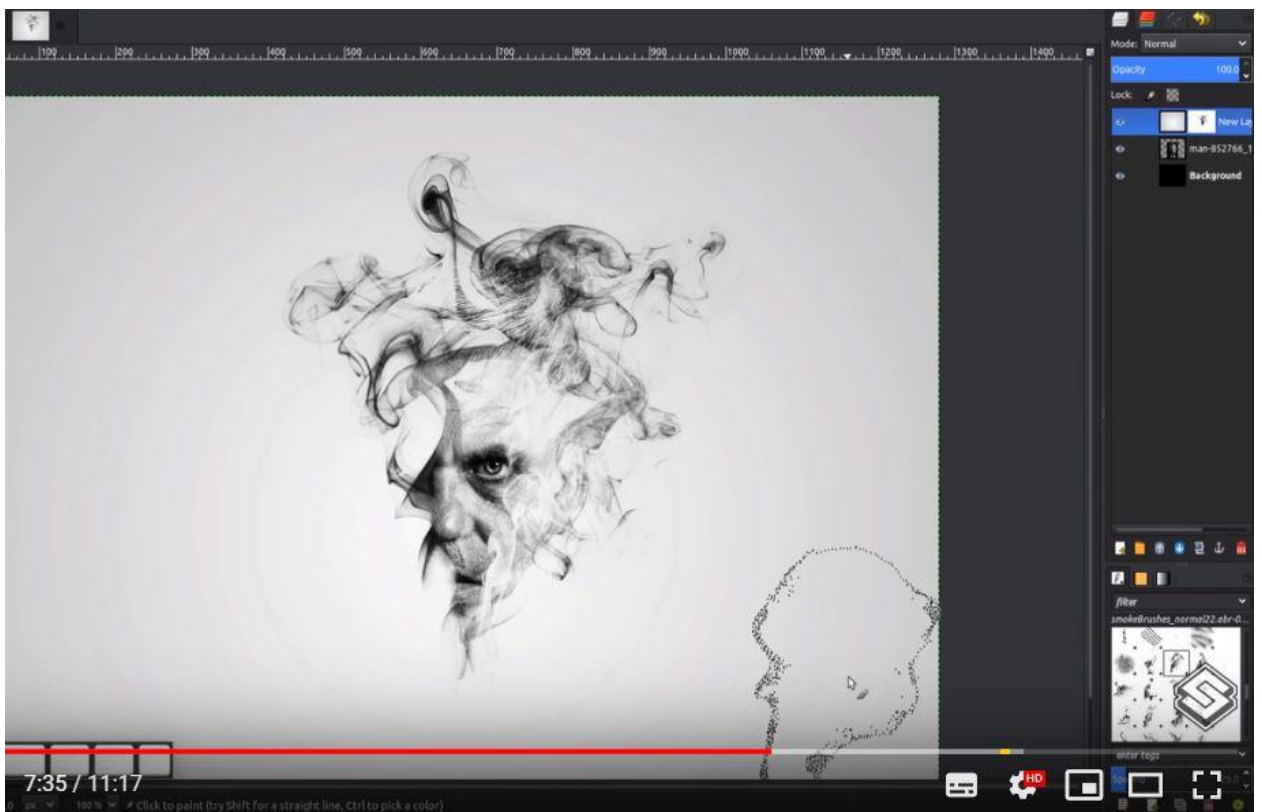 100 200 300 400 500 600 700 800 900 1000 1100 1200 1300 1400
Mode: Normal
Opacity 100.0
Lock:
New La
man-852766_1
Background
filter
smokeBrushes_normal22.abr-0...
S
enter tags
7:35 / 11:17
HD
px 100 % Click to paint (try Shift for a straight line, Ctrl to pick a color)